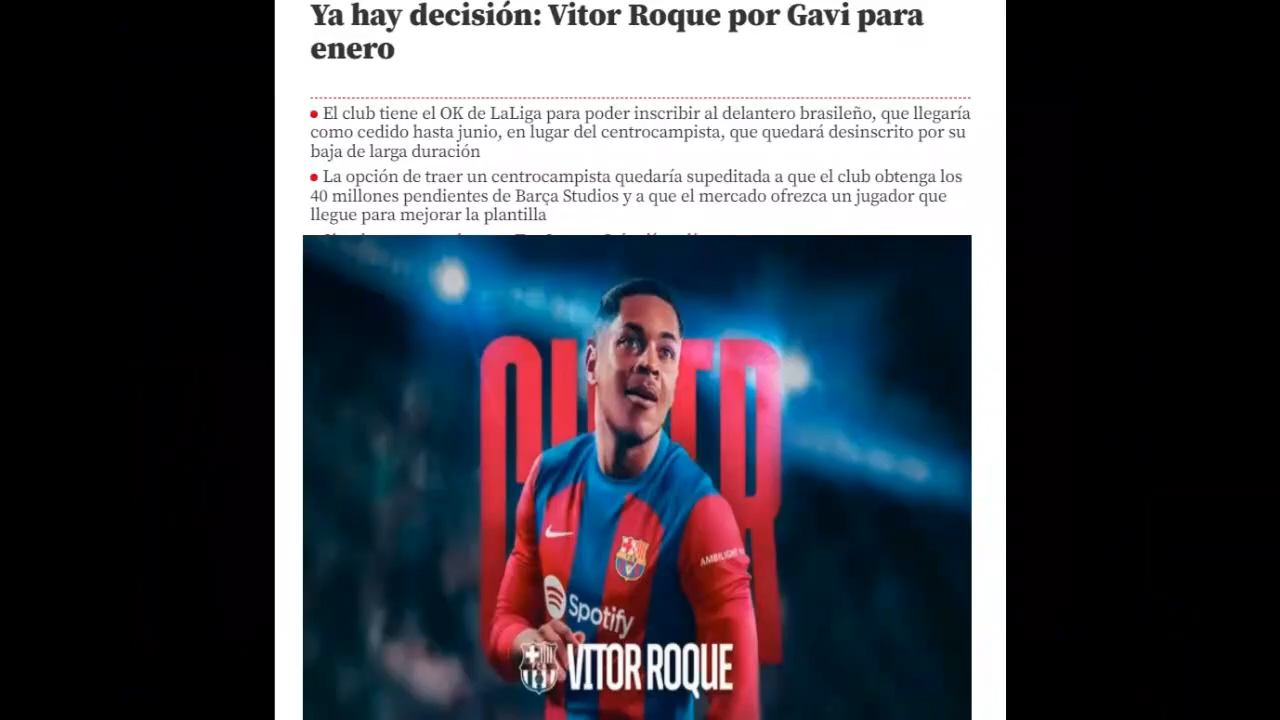 Ya hay decisión: Vitor Roque por Gavi para
enero
• El club tiene el OK de LaLiga para poder inscribir al delantero brasileño, que llegaría
como cedido hasta junio, en lugar del centrocampista, que quedará desinscrito por su
baja de larga duración
• La opción de traer un centrocampista quedaría supeditada a que el club obtenga los
40 millones pendientes de Barça Studios y a que el mercado ofrezca un jugador que
llegue para mejorar la plantilla
AMBILIGHT
Spotify
VITOR ROQUE